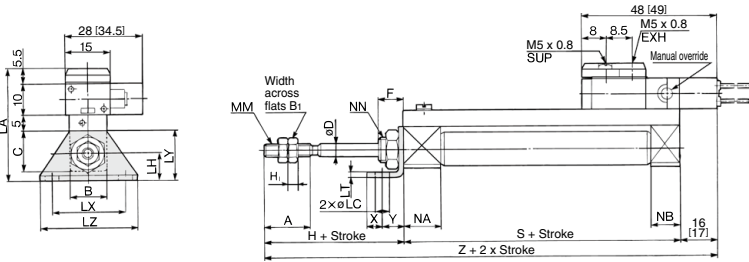 28 [34.5]
15
5.5
10
5
LA
C
B
LX
LZ
LH
LY
48 [49]
8
8.5
M5 x 0.8
EXH
M5 x 0.8
SUP
Manual override
Width
across
flats B1
MM
NN
F
øD
H1
LT
2×øLC
A
X
Y
NA
NB
H + Stroke
S + Stroke
16
[17]
Z + 2 x Stroke